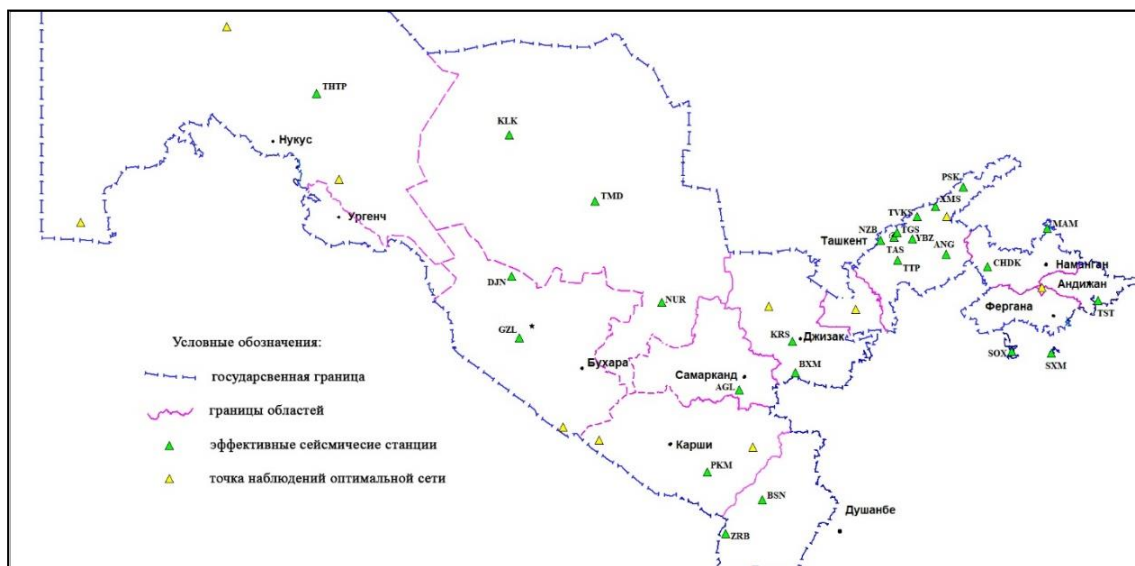 THTP
KLK
Нукус
TMD
PSK
XMS
Ургенч
TVKS
MAM
NZB
TGS
Ташкент
YBZ
TAS
ANG
Наманган
TTP
CHDK
DJN
Андижан
NUR
Фергана
TST
GZL
KRS
Джизак
Условные обозначения:
SOX
SXM
Бухара
BXM
государсвенная граница
Самарканд
AGL
границы областей
эффективные сейсмичесие станции
Карши
PKM
точка наблюдений оптимальной сети
BSN
Душанбе
ZRB